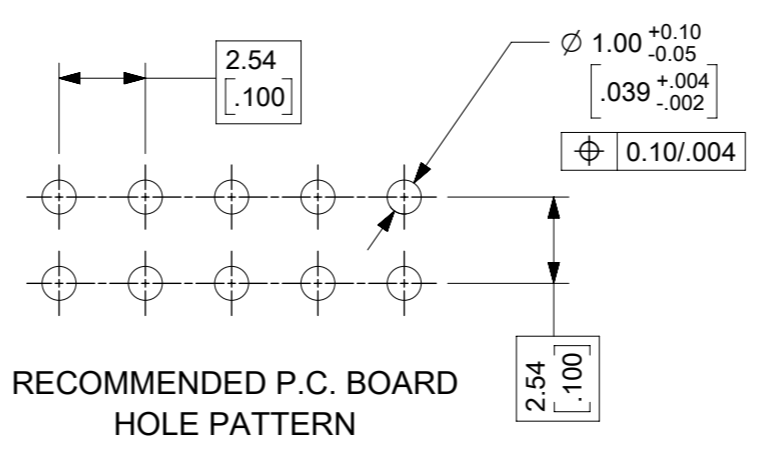 2.54
[.100]
Ø 1.00 +0.10
-0.05
[.039 +.004
-.002]
⌖ 0.10/.004
2.54
[.100]
RECOMMENDED P.C. BOARD
HOLE PATTERN